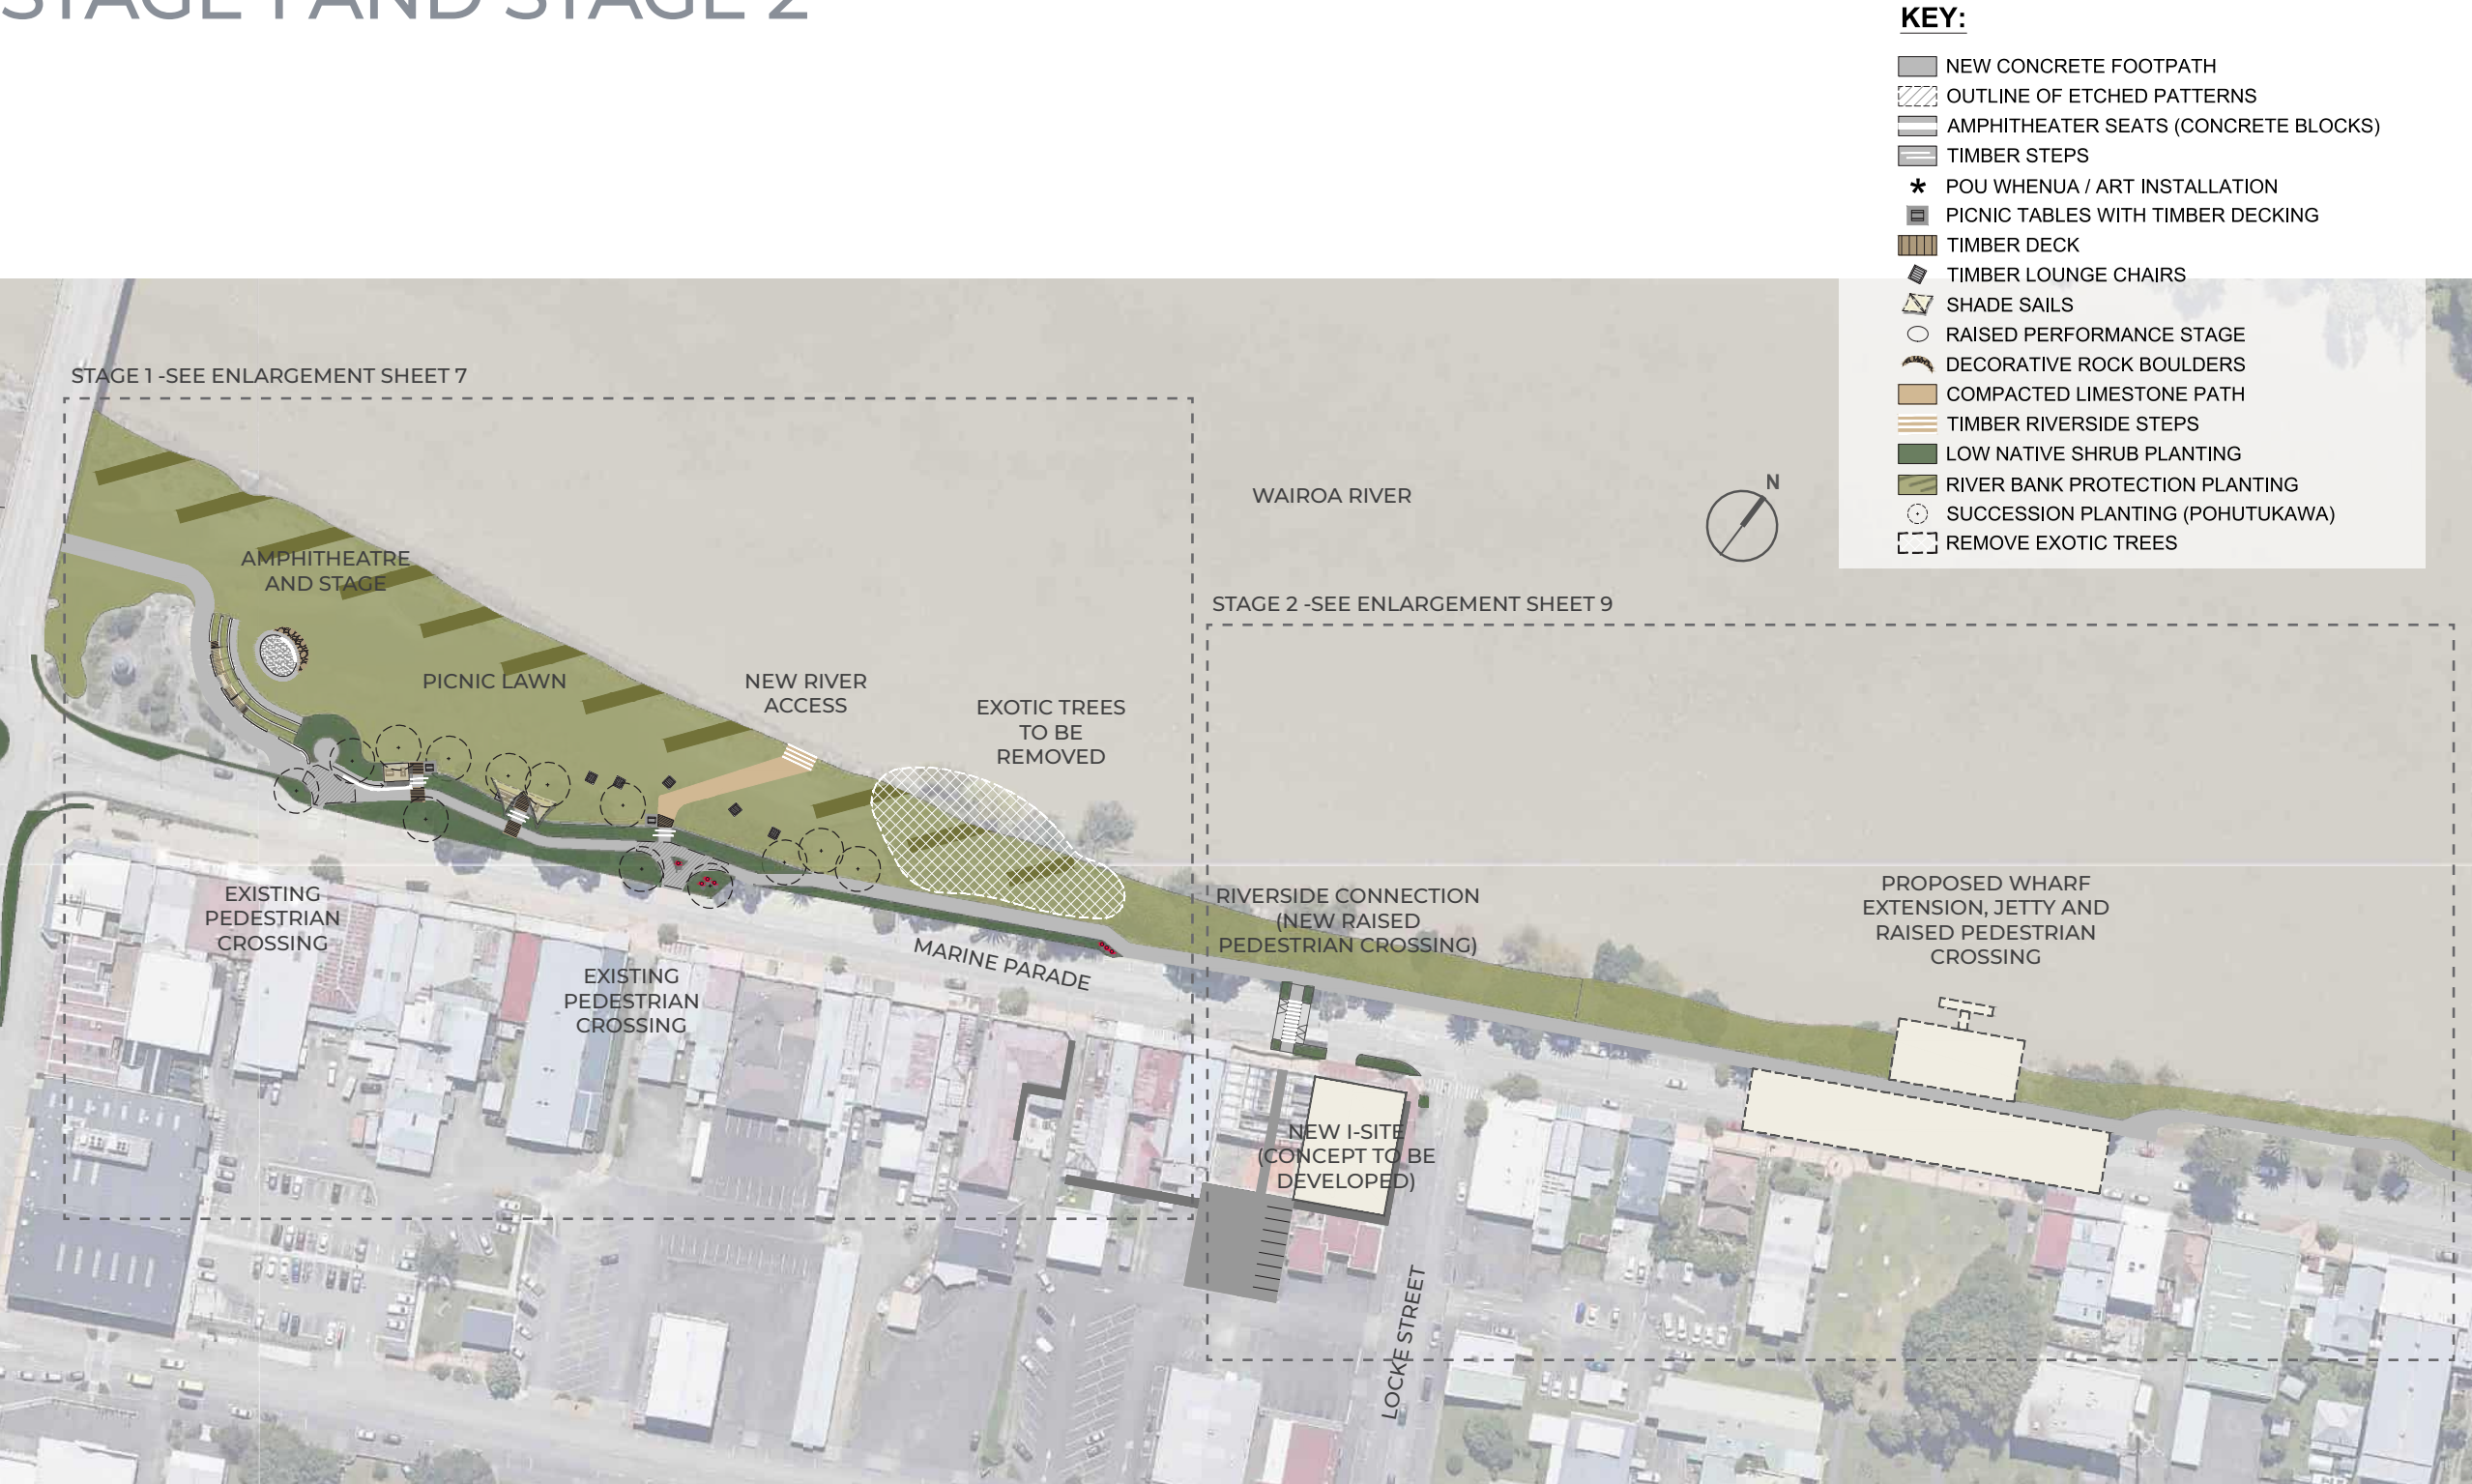 STAGE 1 AND STAGE 2
KEY:
NEW CONCRETE FOOTPATH
OUTLINE OF ETCHED PATTERNS
AMPHITHEATER SEATS (CONCRETE BLOCKS)
TIMBER STEPS
POU WHENUA / ART INSTALLATION
PICNIC TABLES WITH TIMBER DECKING
TIMBER DECK
TIMBER LOUNGE CHAIRS
SHADE SAILS
RAISED PERFORMANCE STAGE
DECORATIVE ROCK BOULDERS
COMPACTED LIMESTONE PATH
TIMBER RIVERSIDE STEPS
LOW NATIVE SHRUB PLANTING
RIVER BANK PROTECTION PLANTING
SUCCESSION PLANTING (POHUTUKAWA)
REMOVE EXOTIC TREES
STAGE 1 -SEE ENLARGEMENT SHEET 7
WAIROA RIVER
N
AMPHITHEATRE
AND STAGE
STAGE 2 -SEE ENLARGEMENT SHEET 9
PICNIC LAWN
NEW RIVER
ACCESS
EXOTIC TREES
TO BE
REMOVED
EXISTING
PEDESTRIAN
CROSSING
EXISTING
PEDESTRIAN
CROSSING
MARINE PARADE
RIVERSIDE CONNECTION
(NEW RAISED
PEDESTRIAN CROSSING)
PROPOSED WHARF
EXTENSION, JETTY AND
RAISED PEDESTRIAN
CROSSING
NEW I-SITE
(CONCEPT TO BE
DEVELOPED)
LOCKE STREET